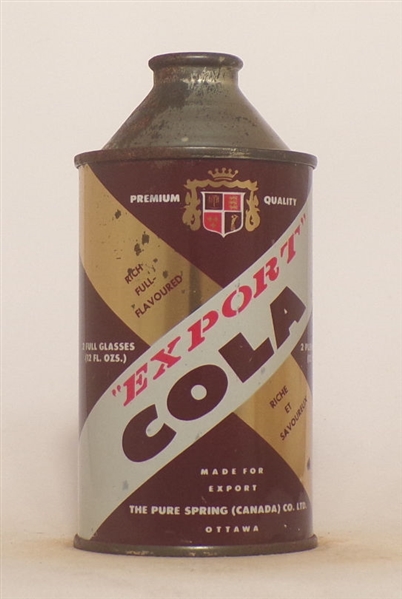 PREMIUM QUALITY
RICH
FULL-
FLAVOURED
2 FULL GLASSES
(12 FL. OZS.)
"EXPORT"
COLA
RICHE
ET
SAVOUREUX
MADE FOR
EXPORT
THE PURE SPRING (CANADA) CO. LTD.
OTTAWA